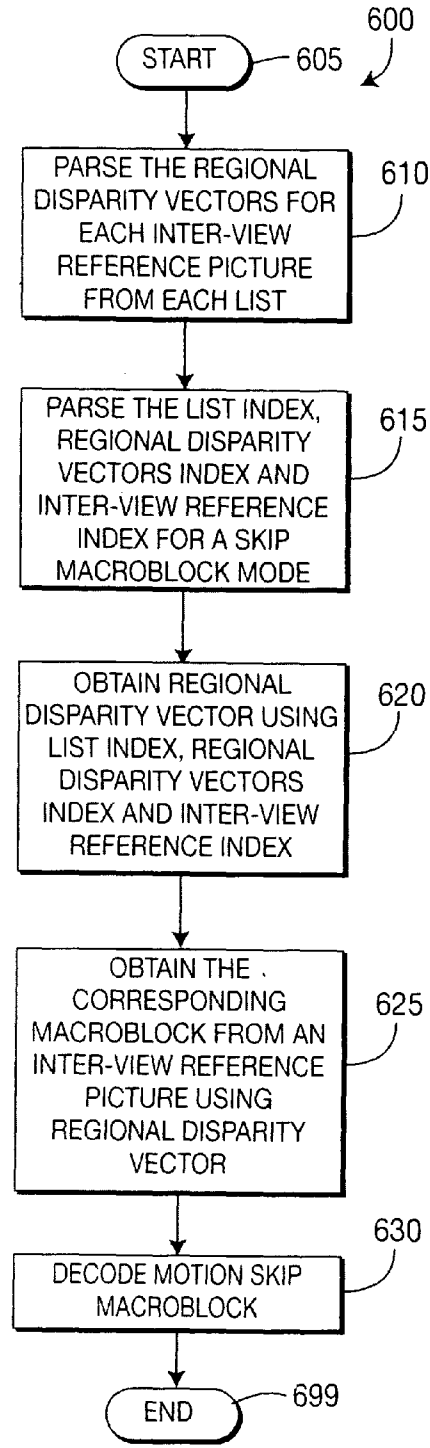 600
START
605
PARSE THE REGIONAL
DISPARITY VECTORS FOR
EACH INTER-VIEW
REFERENCE PICTURE
FROM EACH LIST
610
PARSE THE LIST INDEX,
REGIONAL DISPARITY
VECTORS INDEX AND
INTER-VIEW REFERENCE
INDEX FOR A SKIP
MACROBLOCK MODE
615
OBTAIN REGIONAL
DISPARITY VECTOR USING
LIST INDEX, REGIONAL
DISPARITY VECTORS
INDEX AND INTER-VIEW
REFERENCE INDEX
620
OBTAIN THE
CORRESPONDING
MACROBLOCK FROM AN
INTER-VIEW REFERENCE
PICTURE USING
REGIONAL DISPARITY
VECTOR
625
DECODE MOTION SKIP
MACROBLOCK
630
END
699